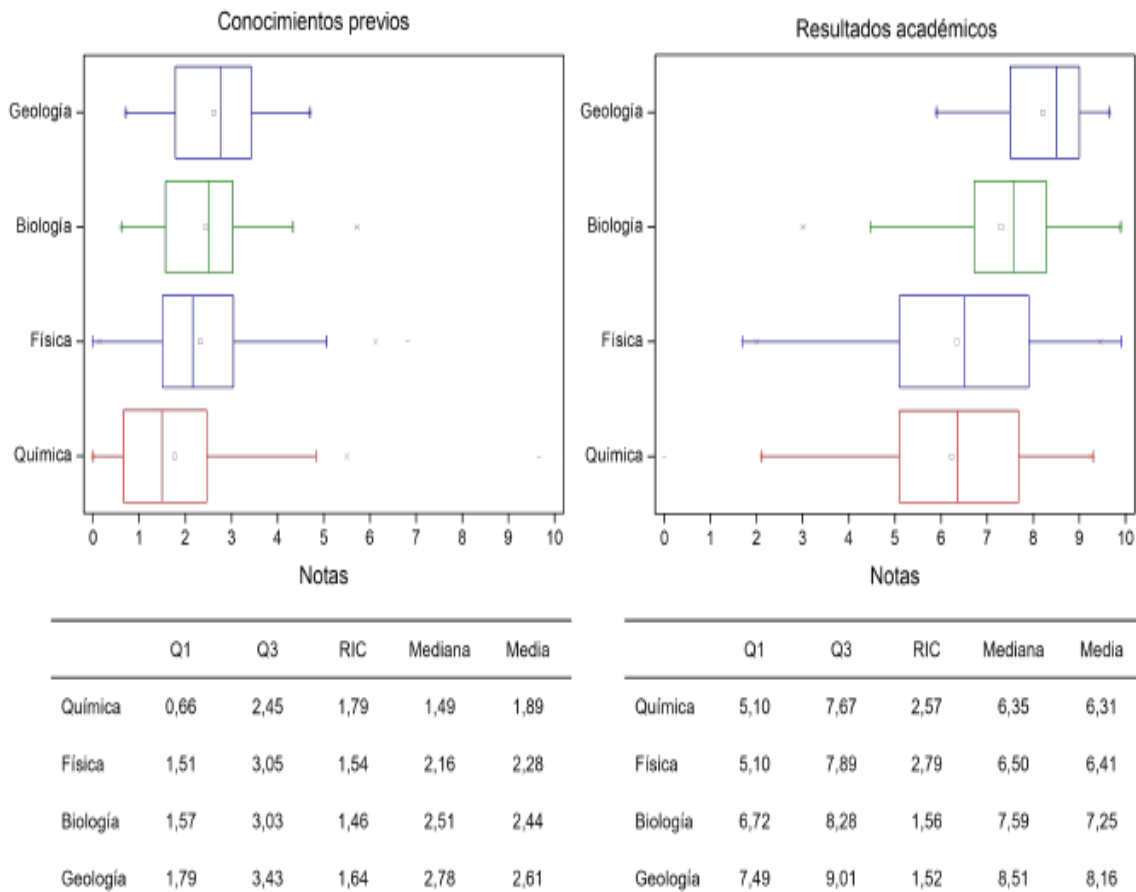 Conocimientos previos
Geología
Biología
Física
Química
0 1 2 3 4 5 6 7 8 9 10
Notas
Resultados académicos
Geología
Biología
Física
Química
0 1 2 3 4 5 6 7 8 9 10
Notas
Q1 Q3 RIC Mediana Media
Química 0,66 2,45 1,79 1,49 1,89
Física 1,51 3,05 1,54 2,16 2,28
Biología 1,57 3,03 1,46 2,51 2,44
Geología 1,79 3,43 1,64 2,78 2,61
Q1 Q3 RIC Mediana Media
Química 5,10 7,67 2,57 6,35 6,31
Física 5,10 7,89 2,79 6,50 6,41
Biología 6,72 8,28 1,56 7,59 7,25
Geología 7,49 9,01 1,52 8,51 8,16